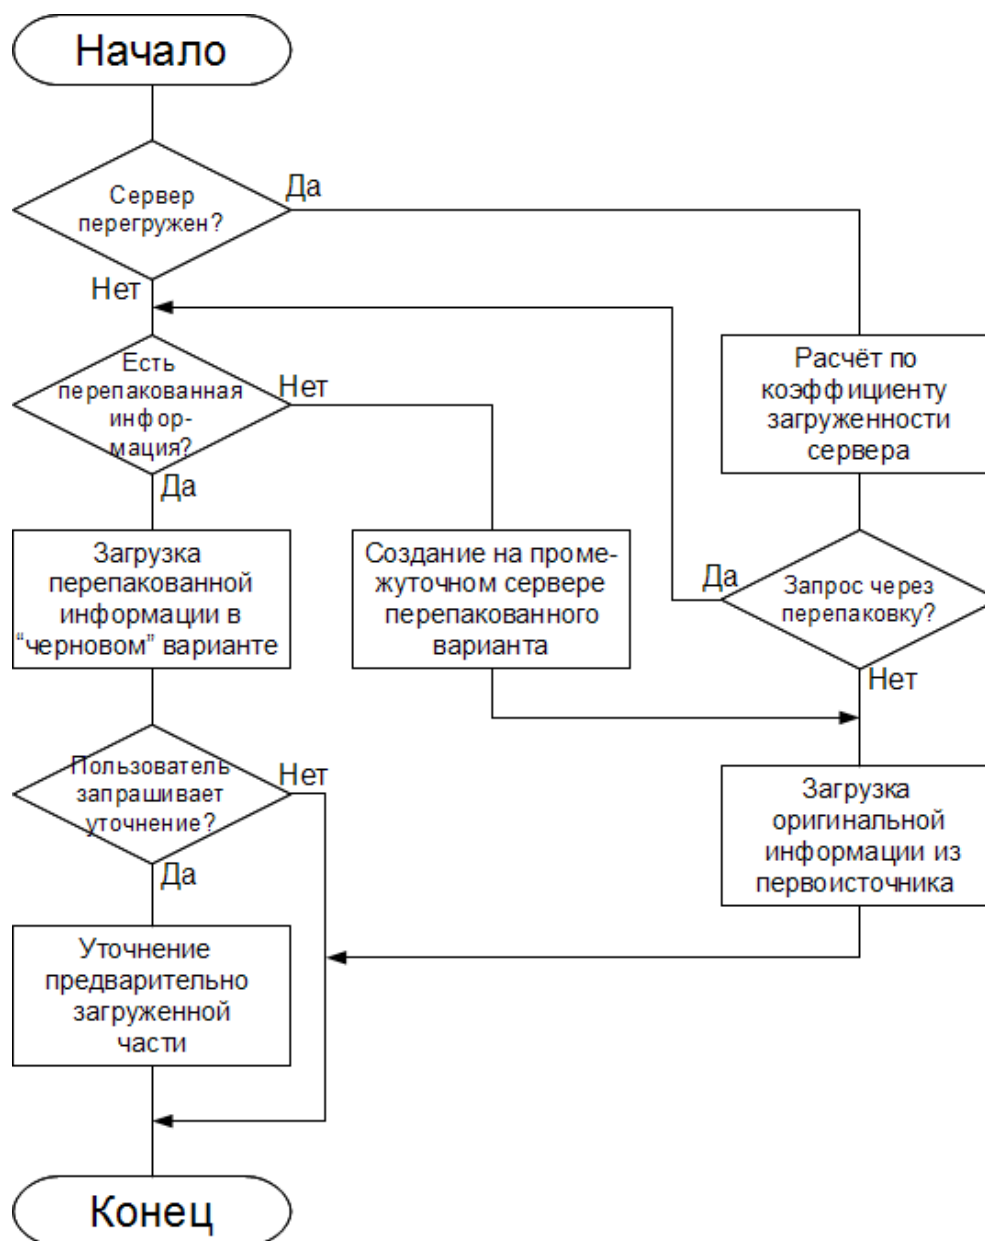 Начало
Сервер
перегружен?
Да
Нет
Есть
перепакованная
инфор-
мация?
Нет
Да
Расчёт по
коэффициенту
загруженности
сервера
Загрузка
перепакованной
информации в
“черновом” варианте
Создание на проме-
жуточном сервере
перепакованного
варианта
Да
Запрос через
перепаковку?
Нет
Пользователь
запрашивает
уточнение?
Нет
Да
Загрузка
оригинальной
информации из
первоисточника
Уточнение
предварительно
загруженной
части
Конец